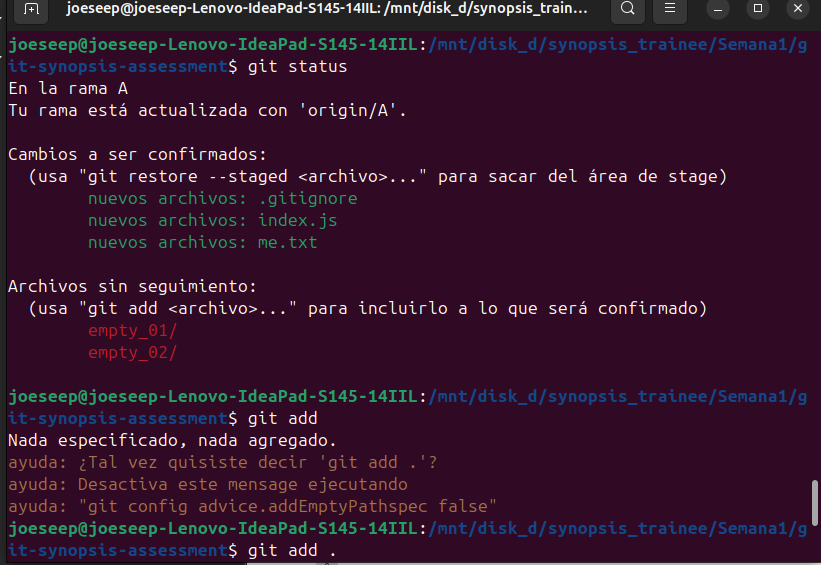 joeseep@joeseep-Lenovo-IdeaPad-S145-14IIL: /mnt/disk_d/synopsis_train...
joeseep@joeseep-Lenovo-IdeaPad-S145-14IIL:/mnt/disk_d/synopsis_trainee/Semana1/g
it-synopsis-assessment$ git status
En la rama A
Tu rama está actualizada con 'origin/A'.
Cambios a ser confirmados:
(usa "git restore --staged <archivo>..." para sacar del área de stage)
nuevos archivos: .gitignore
nuevos archivos: index.js
nuevos archivos: me.txt
Archivos sin seguimiento:
(usa "git add <archivo>..." para incluirlo a lo que será confirmado)
empty_01/
empty_02/
joeseep@joeseep-Lenovo-IdeaPad-S145-14IIL:/mnt/disk_d/synopsis_trainee/Semana1/g
it-synopsis-assessment$ git add
Nada especificado, nada agregado.
ayuda: ¿Tal vez quisiste decir 'git add .'?
ayuda: Desactiva este mensage ejecutando
ayuda: "git config advice.addEmptyPathspec false"
joeseep@joeseep-Lenovo-IdeaPad-S145-14IIL:/mnt/disk_d/synopsis_trainee/Semana1/g
it-synopsis-assessment$ git add .